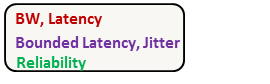 BW, Latency
Bounded Latency, Jitter
Reliability